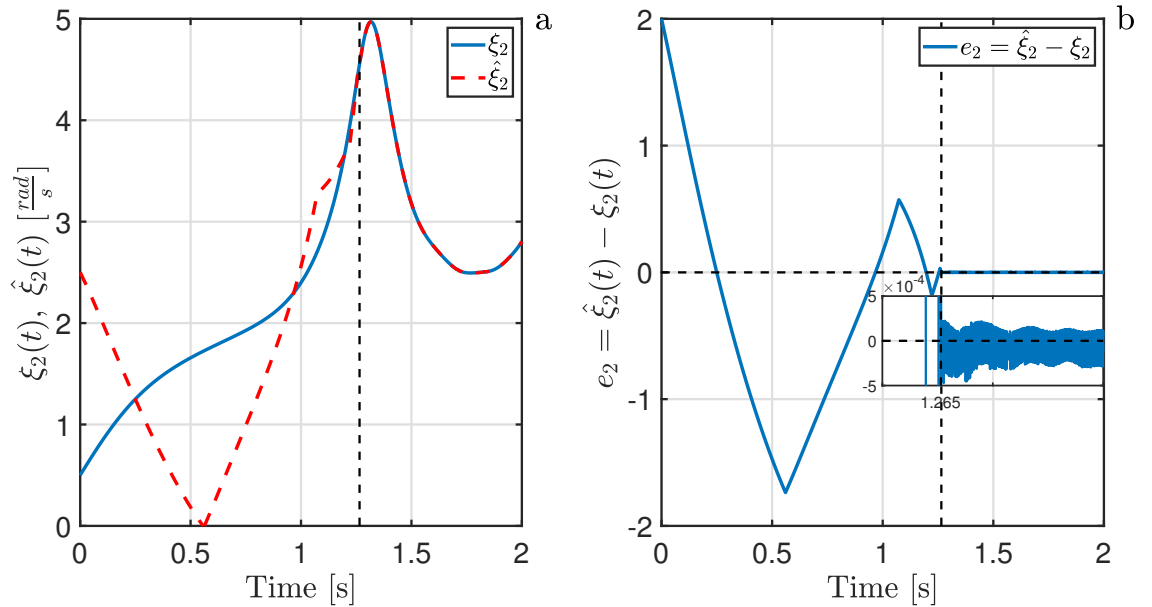 a
ξ₂
ξ̂₂
5
4
3
2
1
0
0
0.5
1
1.5
2
Time [s]
ξ₂(t), ξ̂₂(t) [rad/s]
b
e₂ = ξ̂₂ − ξ₂
2
1
0
-1
-2
0
0.5
1
1.5
2
Time [s]
e₂ = ξ̂₂(t) − ξ₂(t)
×10⁻⁴
5
0
-5
1.265